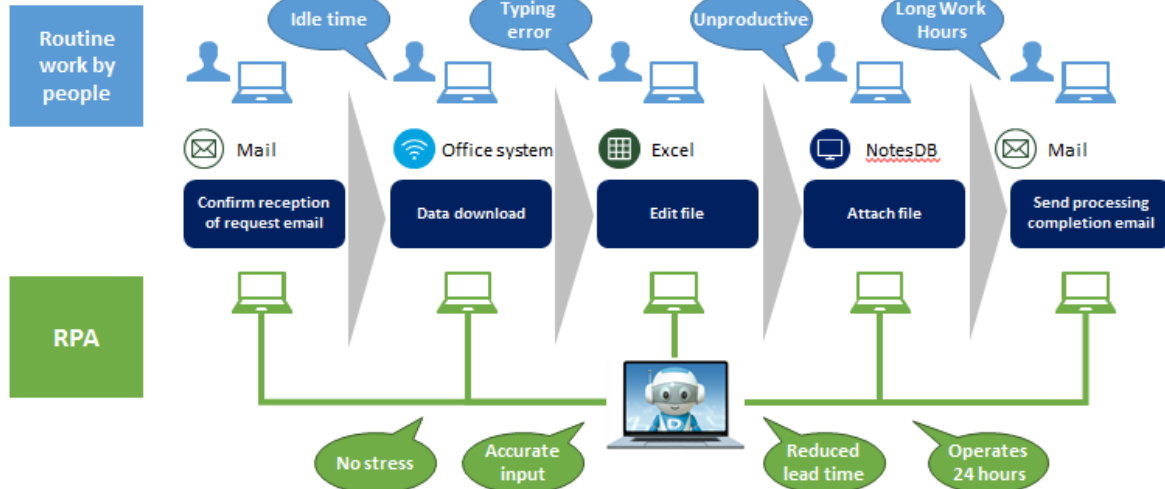 Idle time
Typing
error
Unproductive
Long Work
Hours
Routine
work by
people
Mail
Office system
Excel
NotesDB
Mail
Confirm reception
of request email
Data download
Edit file
Attach file
Send processing
completion email
RPA
D
No stress
Accurate
input
Reduced
lead time
Operates
24 hours